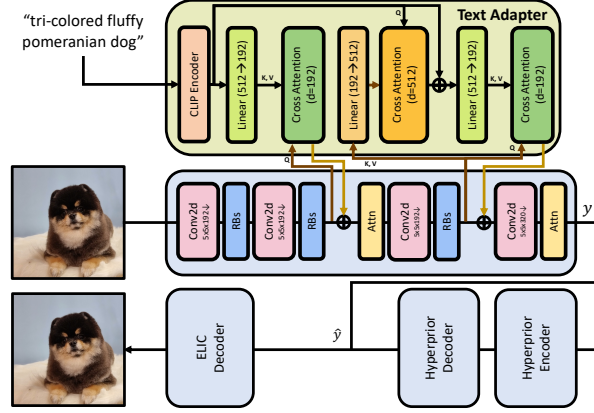 “tri-colored fluffy
pomeranian dog”
Text Adapter
CLIP Encoder
Linear (512→192)
K, V
Cross Attention
(d=192)
Linear (192→512)
Q
Cross Attention
(d=512)
Linear (512→192)
K, V
Cross Attention
(d=192)
Q
K, V
Q
Conv2d
5x5x192↓
RBs
Conv2d
5x5x192↓
RBs
Attn
Conv2d
5x5x192↓
RBs
Conv2d
5x5x320↓
Attn
y
ELIC
Decoder
ŷ
Hyperprior
Decoder
Hyperprior
Encoder